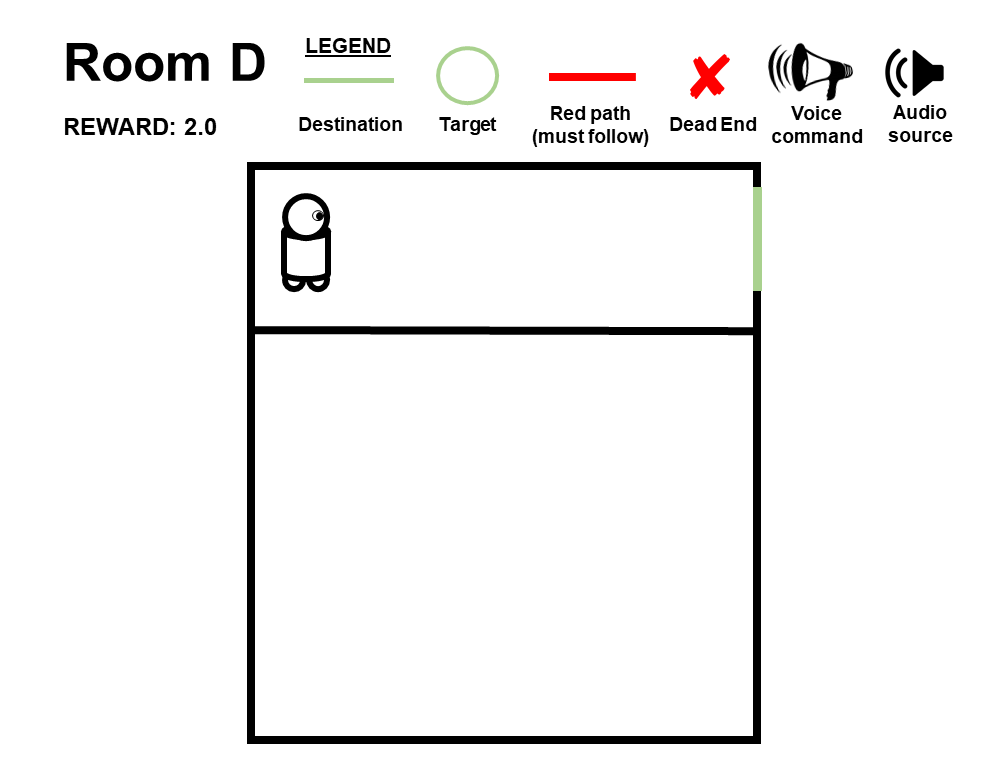 Room D
REWARD: 2.0
LEGEND
Destination
Target
Red path
(must follow)
Dead End
Voice
command
Audio
source